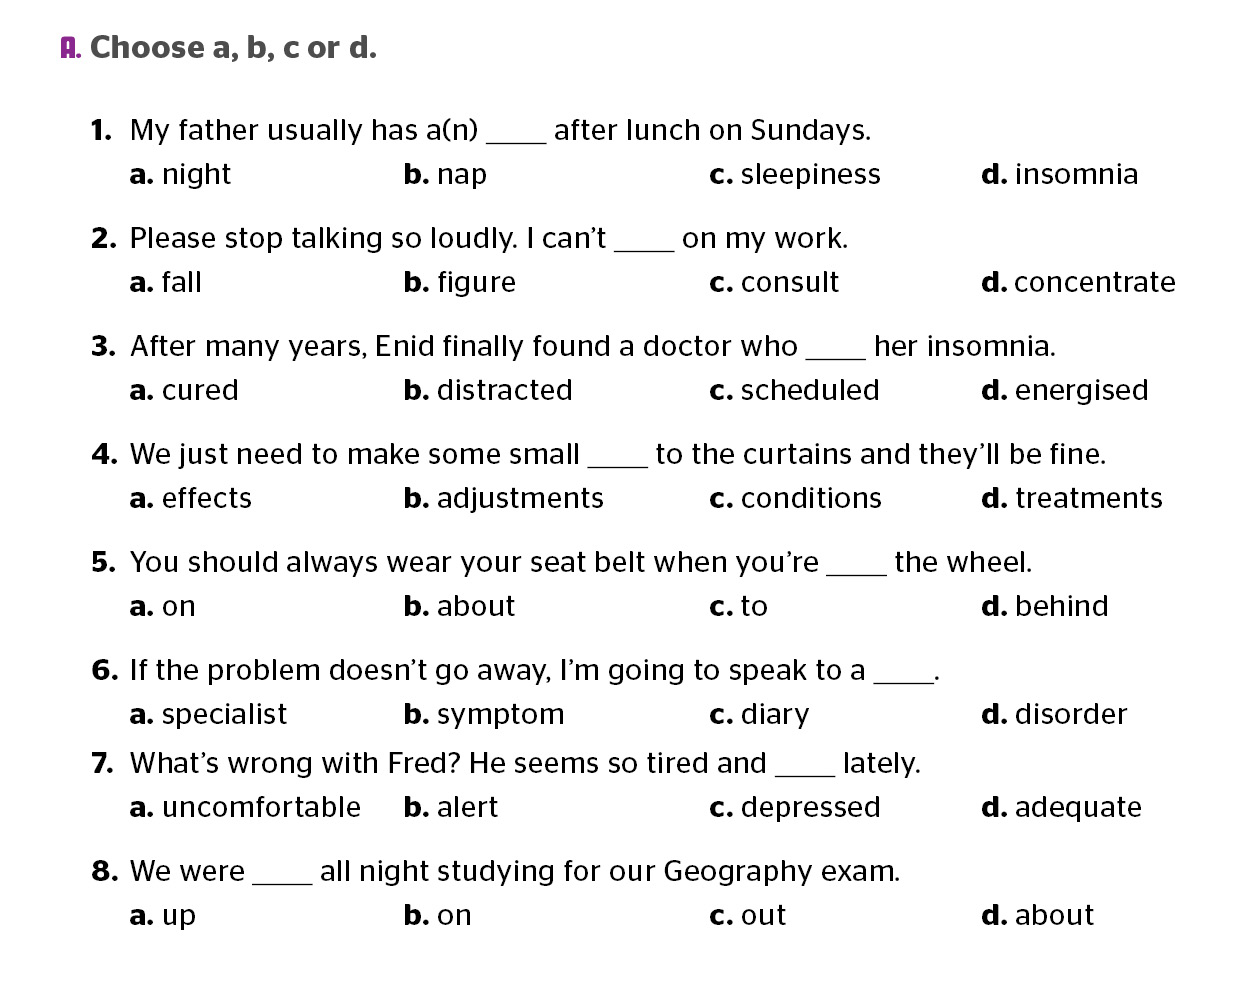 A. Choose a, b, c or d.
1. My father usually has a(n) ____ after lunch on Sundays.
a. night b. nap c. sleepiness d. insomnia
2. Please stop talking so loudly. I can’t ____ on my work.
a. fall b. figure c. consult d. concentrate
3. After many years, Enid finally found a doctor who ____ her insomnia.
a. cured b. distracted c. scheduled d. energised
4. We just need to make some small ____ to the curtains and they’ll be fine.
a. effects b. adjustments c. conditions d. treatments
5. You should always wear your seat belt when you’re ____ the wheel.
a. on b. about c. to d. behind
6. If the problem doesn’t go away, I’m going to speak to a ____.
a. specialist b. symptom c. diary d. disorder
7. What’s wrong with Fred? He seems so tired and ____ lately.
a. uncomfortable b. alert c. depressed d. adequate
8. We were ____ all night studying for our Geography exam.
a. up b. on c. out d. about